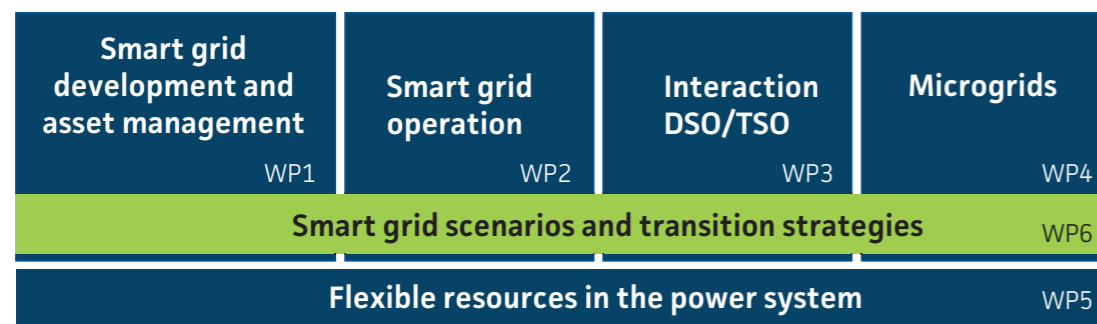 Smart grid
development and
asset management
WP1
Smart grid
operation
WP2
Interaction
DSO/TSO
WP3
Microgrids
WP4
Smart grid scenarios and transition strategies
WP6
Flexible resources in the power system
WP5